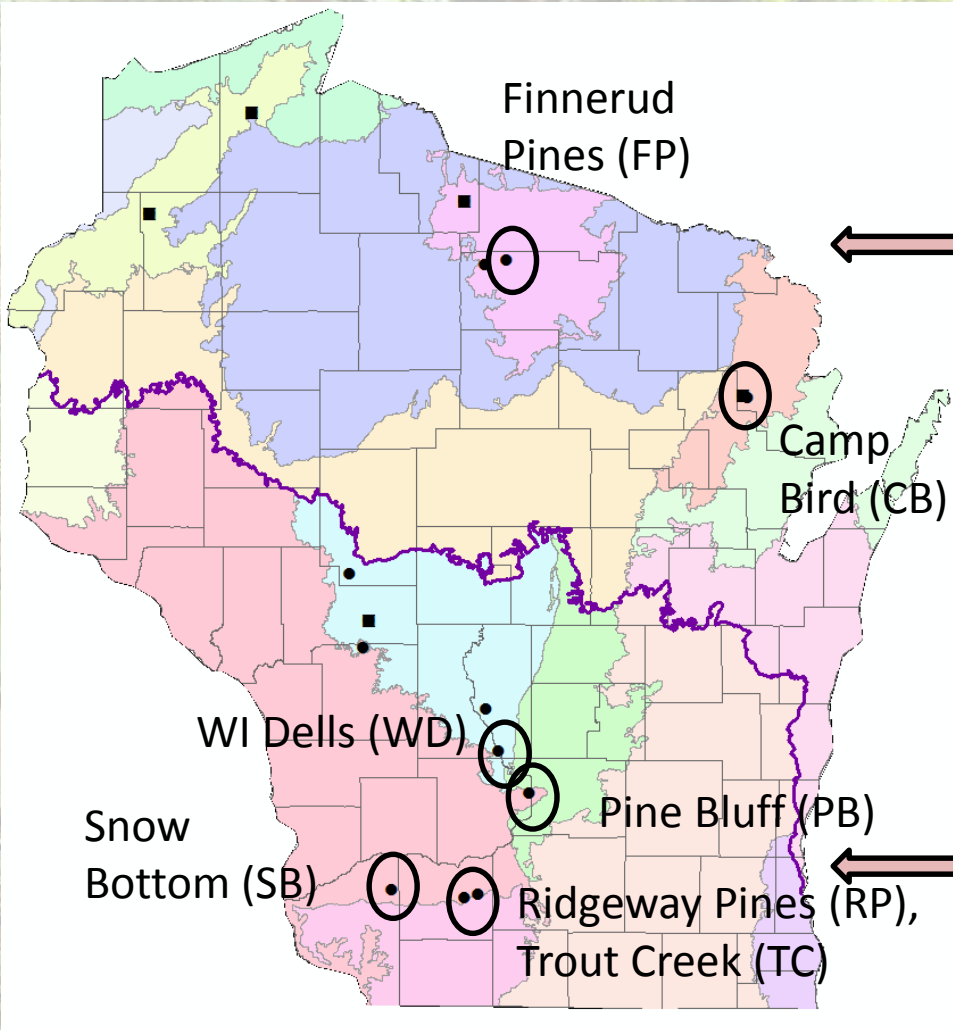 Finnerud
Pines (FP)
Camp
Bird (CB)
WI Dells (WD)
Pine Bluff (PB)
Snow
Bottom (SB)
Ridgeway Pines (RP),
Trout Creek (TC)